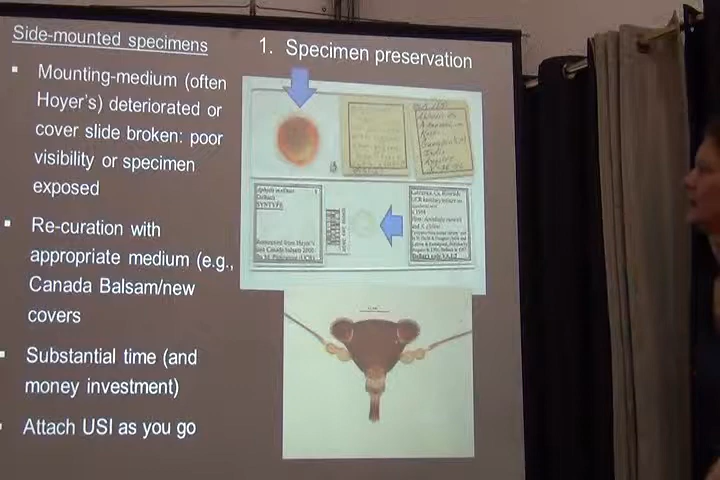 Side-mounted specimens
1. Specimen preservation
Mounting-medium (often
Hoyer's) deteriorated or
cover slide broken: poor
visibility or specimen
exposed
Re-curation with
appropriate medium (e.g.,
Canada Balsam/new
covers
Substantial time (and
money investment)
Attach USI as you go
SYNTYPE